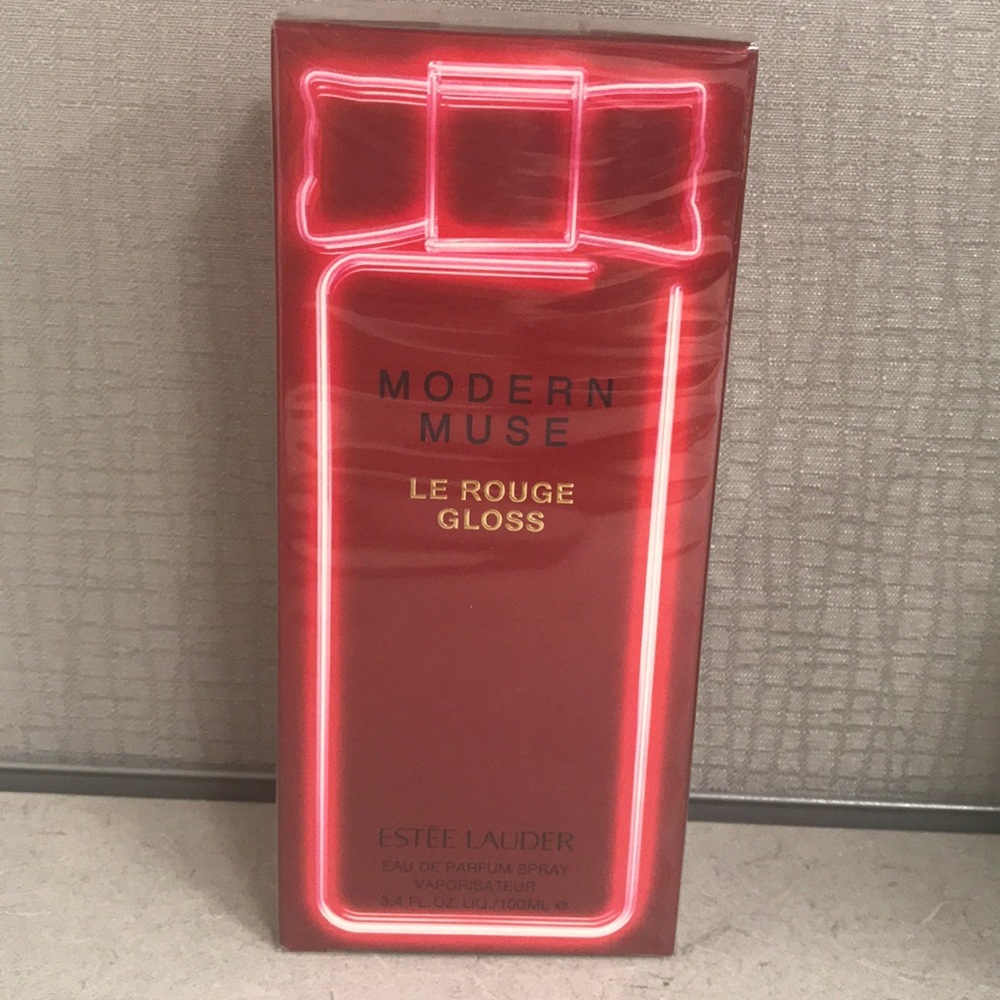 MODERN
MUSE
LE ROUGE
GLOSS
ESTĒE LAUDER
EAU DE PARFUM SPRAY
VAPORISATEUR
3.4 FL.OZ.LIQ./100ML e